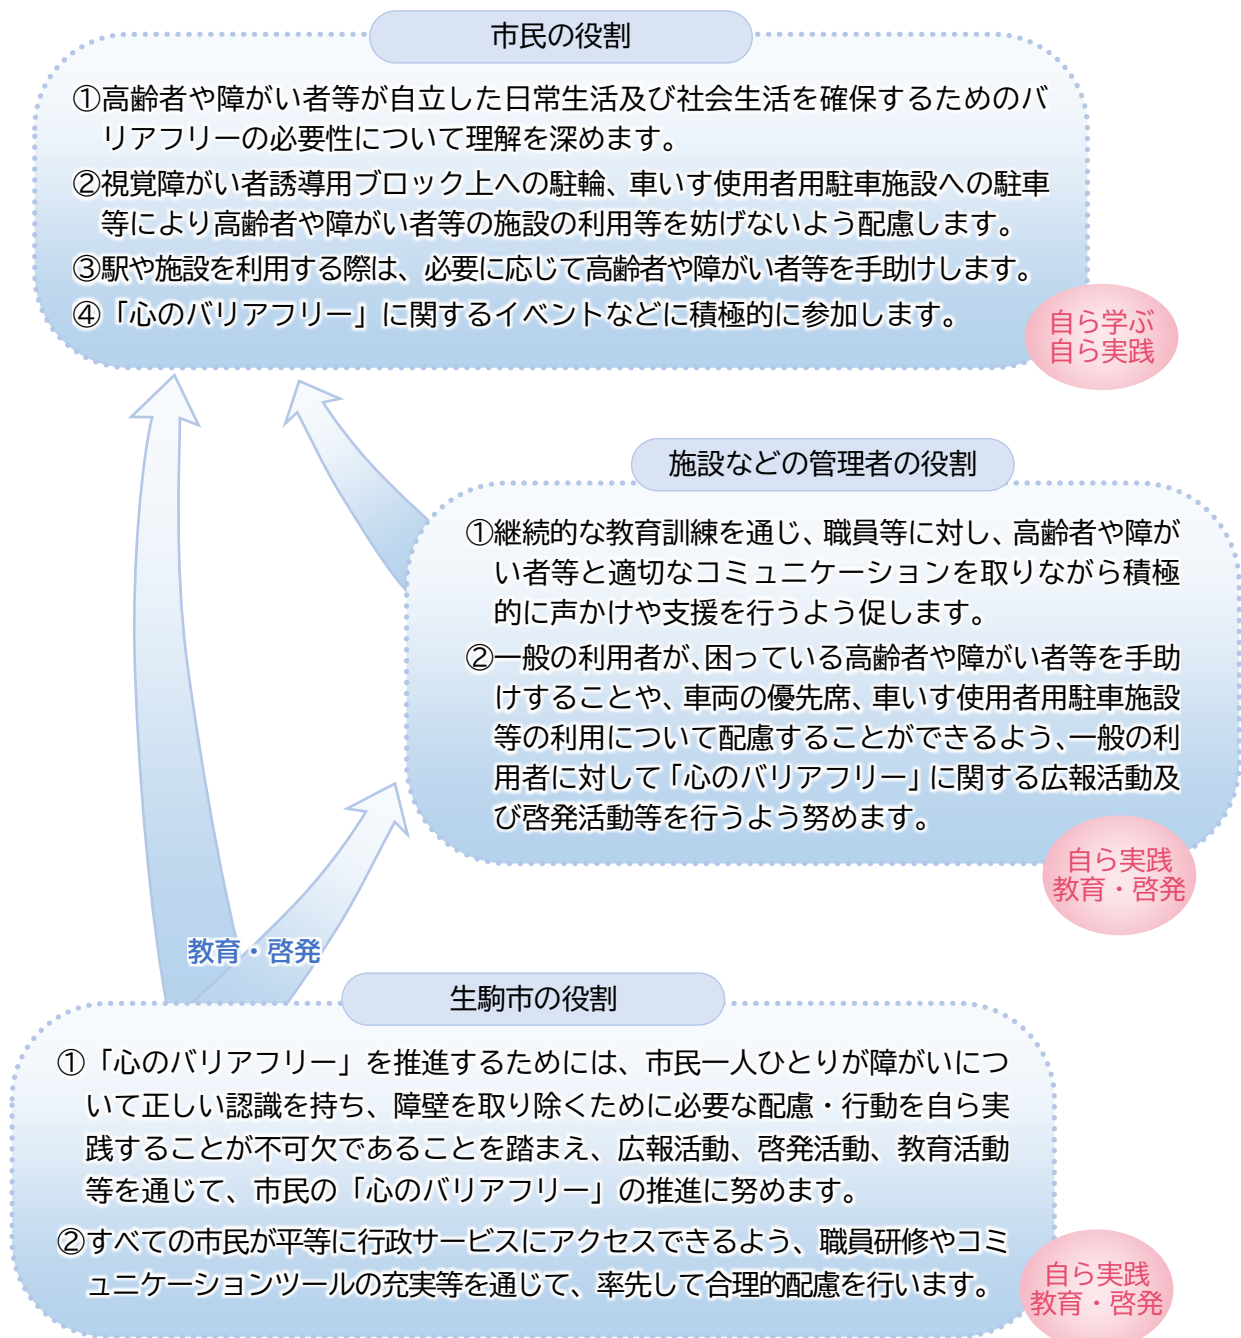 市民の役割
①高齢者や障がい者等が自立した日常生活及び社会生活を確保するためのバ
リアフリーの必要性について理解を深めます。
②視覚障がい者誘導用ブロック上への駐輪、車いす使用者用駐車施設への駐車
等により高齢者や障がい者等の施設の利用等を妨げないよう配慮します。
③駅や施設を利用する際は、必要に応じて高齢者や障がい者等を手助けします。
④「心のバリアフリー」に関するイベントなどに積極的に参加します。
自ら学ぶ
自ら実践
施設などの管理者の役割
①継続的な教育訓練を通じ、職員等に対し、高齢者や障が
い者等と適切なコミュニケーションを取りながら積極
的に声かけや支援を行うよう促します。
②一般の利用者が、困っている高齢者や障がい者等を手助
けすることや、車両の優先席、車いす使用者用駐車施設
等の利用について配慮することができるよう、一般の利
用者に対して「心のバリアフリー」に関する広報活動及
び啓発活動等を行うよう努めます。
自ら実践
教育・啓発
教育・啓発
生駒市の役割
①「心のバリアフリー」を推進するためには、市民一人ひとりが障がいにつ
いて正しい認識を持ち、障壁を取り除くために必要な配慮・行動を自ら実
践することが不可欠であることを踏まえ、広報活動、啓発活動、教育活動
等を通じて、市民の「心のバリアフリー」の推進に努めます。
②すべての市民が平等に行政サービスにアクセスできるよう、職員研修やコミ
ュニケーションツールの充実等を通じて、率先して合理的配慮を行います。
自ら実践
教育・啓発